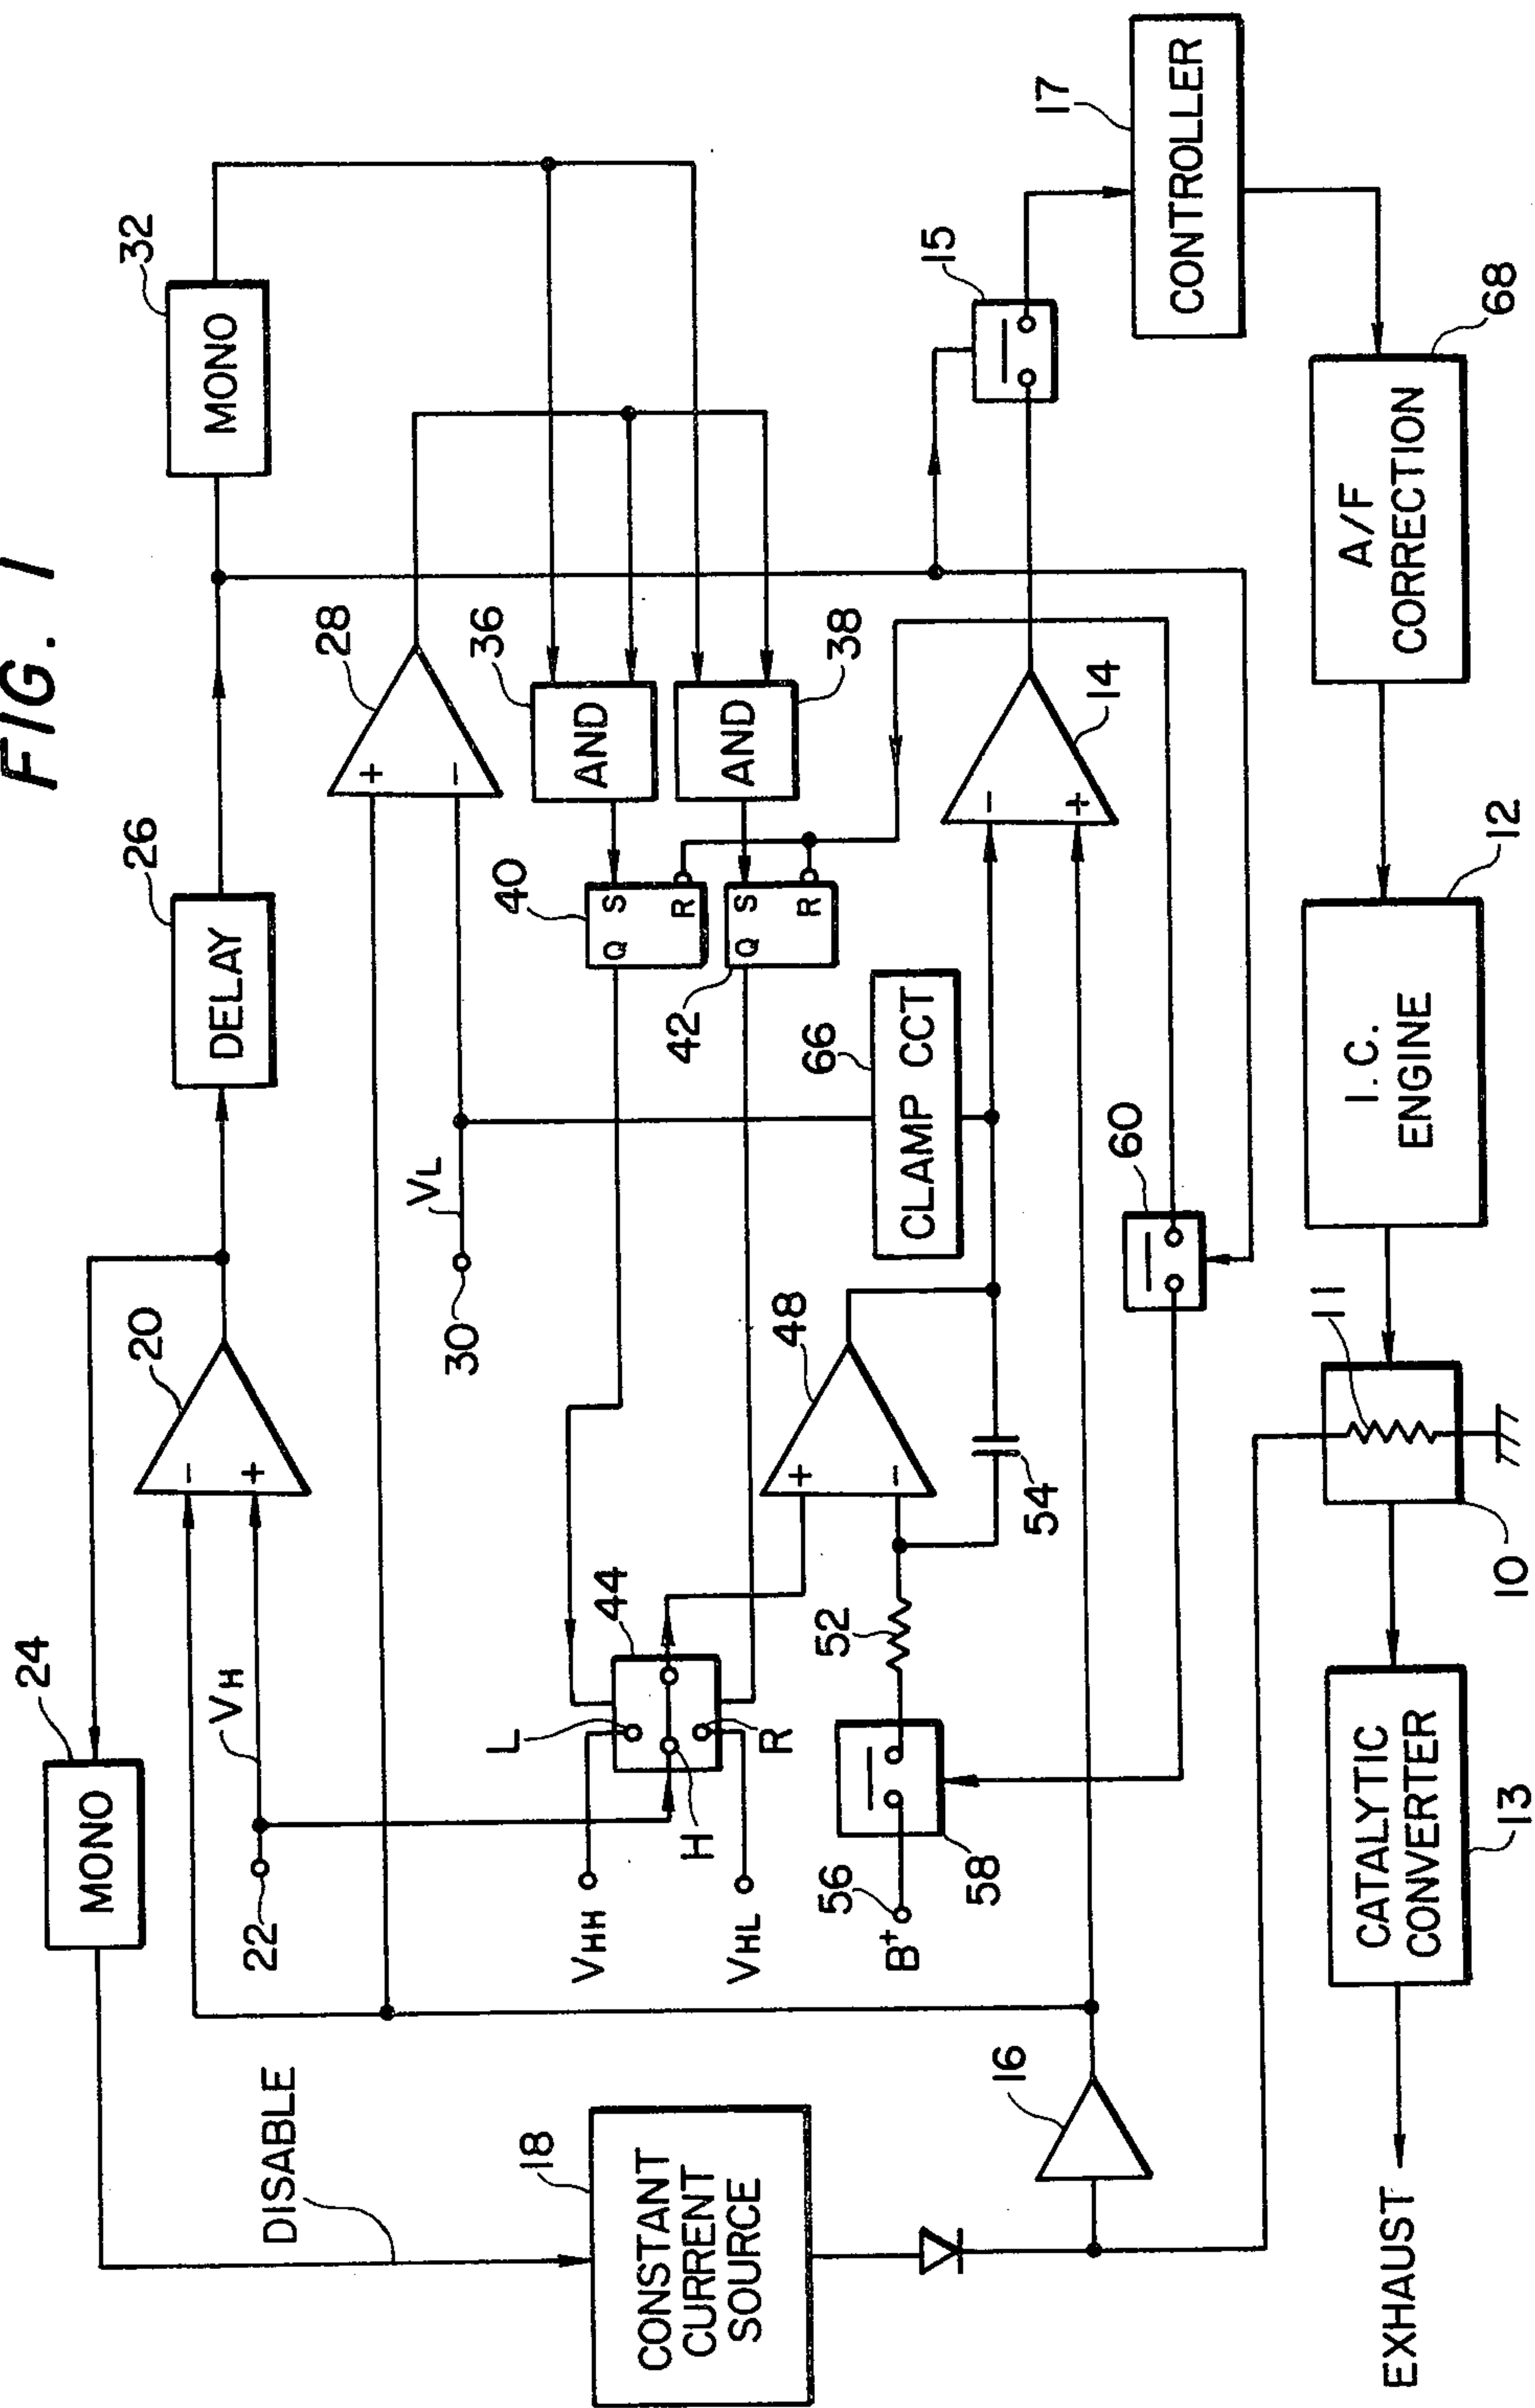 FIG. 1
24
MONO
DISABLE
VH
22
20
26
DELAY
32
MONO
28
VL
30
36
AND
38
AND
40
S
Q
R
42
S
Q
R
44
L
H
R
VHH
VHL
48
52
54
56
B+
58
60
66
CLAMP CCT
14
15
17
CONTROLLER
18
CONSTANT
CURRENT
SOURCE
16
68
A/F
CORRECTION
12
I.C.
ENGINE
11
10
13
CATALYTIC
CONVERTER
EXHAUST
+
-
+
-
+
-
+
-